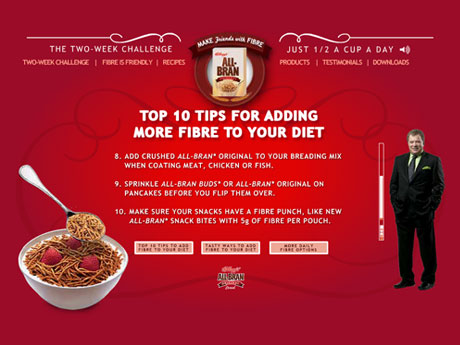 MAKE Friends with FIBRE
THE TWO-WEEK CHALLENGE
JUST 1/2 A CUP A DAY
Kellogg's
ALL-BRAN
TWO-WEEK CHALLENGE | FIBRE IS FRIENDLY | RECIPES
PRODUCTS | TESTIMONIALS | DOWNLOADS
TOP 10 TIPS FOR ADDING
MORE FIBRE TO YOUR DIET
8. ADD CRUSHED ALL-BRAN* ORIGINAL TO YOUR BREADING MIX
WHEN COATING MEAT, CHICKEN OR FISH.
9. SPRINKLE ALL-BRAN BUDS* OR ALL-BRAN* ORIGINAL ON
PANCAKES BEFORE YOU FLIP THEM OVER.
10. MAKE SURE YOUR SNACKS HAVE A FIBRE PUNCH, LIKE NEW
ALL-BRAN* SNACK BITES WITH 5g OF FIBRE PER POUCH.
TOP 10 TIPS TO ADD
FIBRE TO YOUR DIET
TASTY WAYS TO ADD
FIBRE TO YOUR DIET
MORE DAILY
FIBRE OPTIONS
Kellogg's
ALL-BRAN